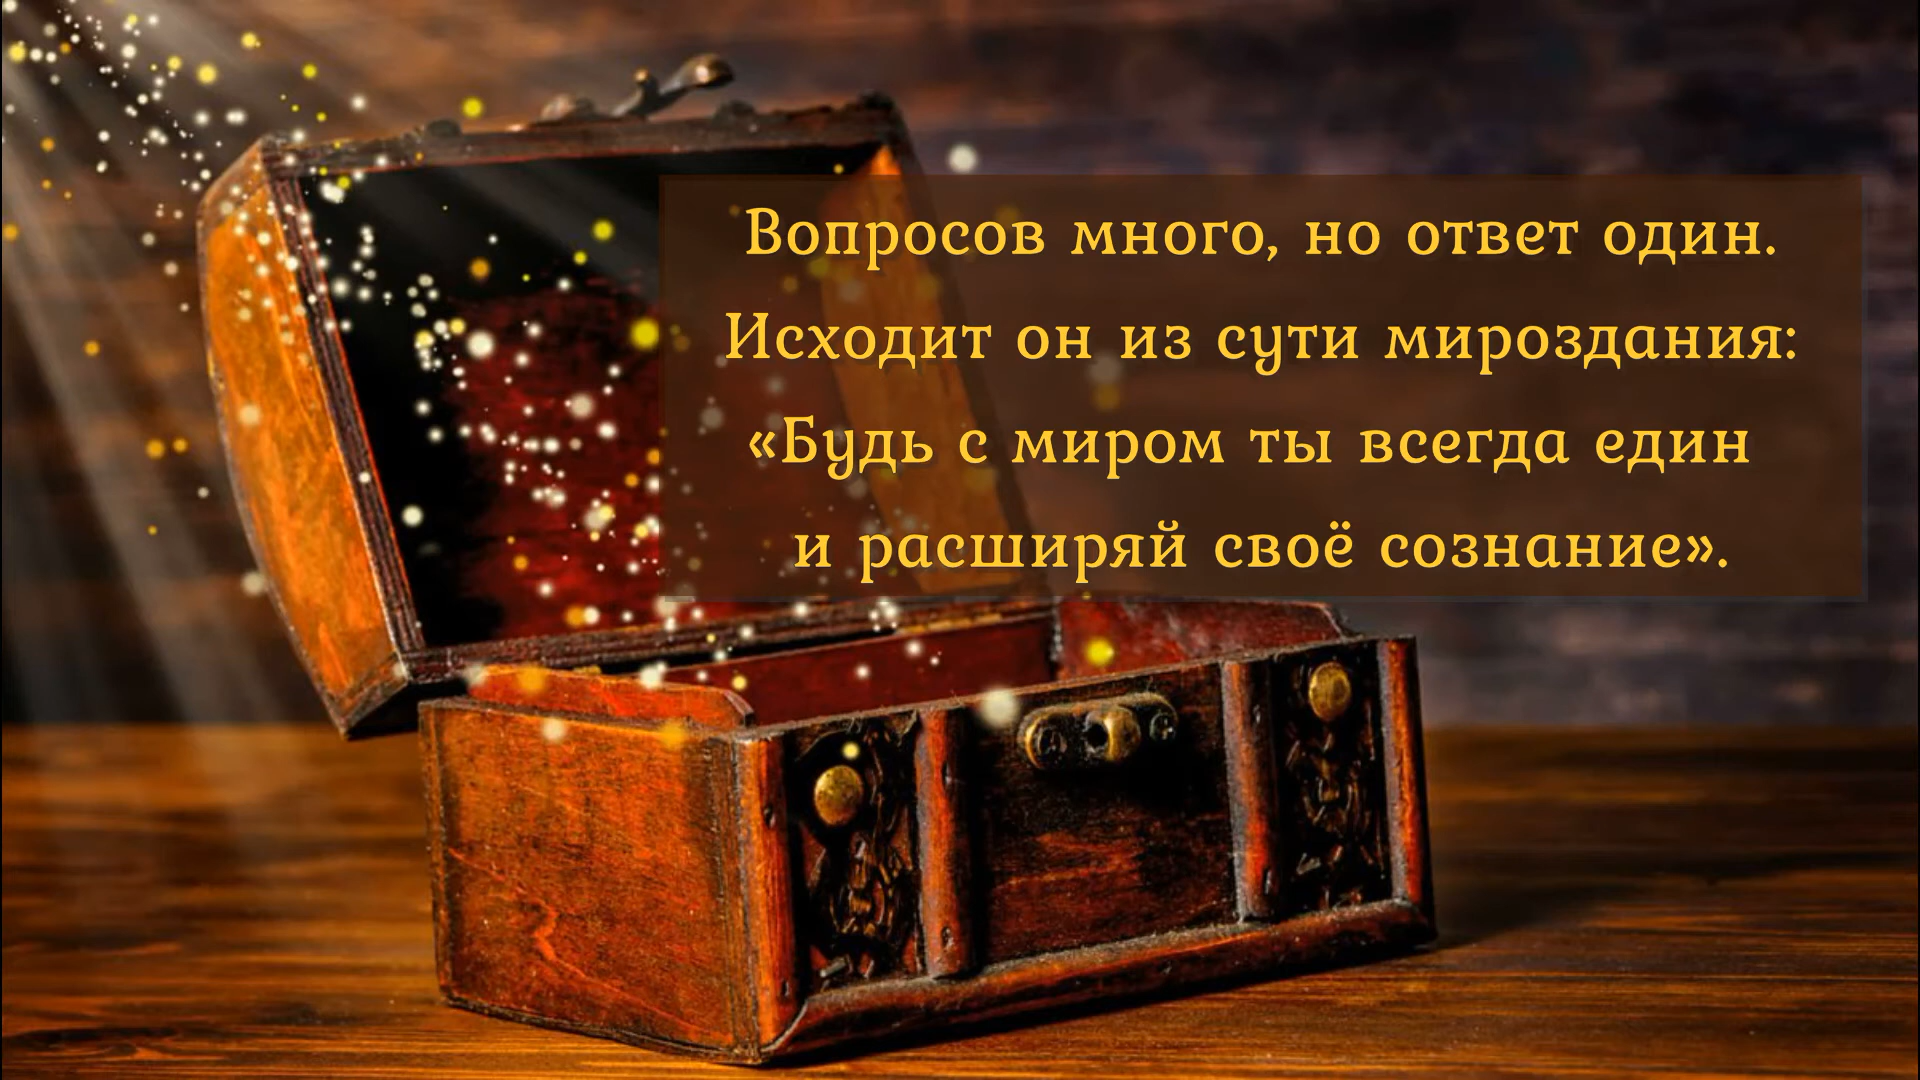 Вопросов много, но ответ один.
Исходит он из сути мироздания:
«Будь с миром ты всегда един
и расширяй своё сознание».